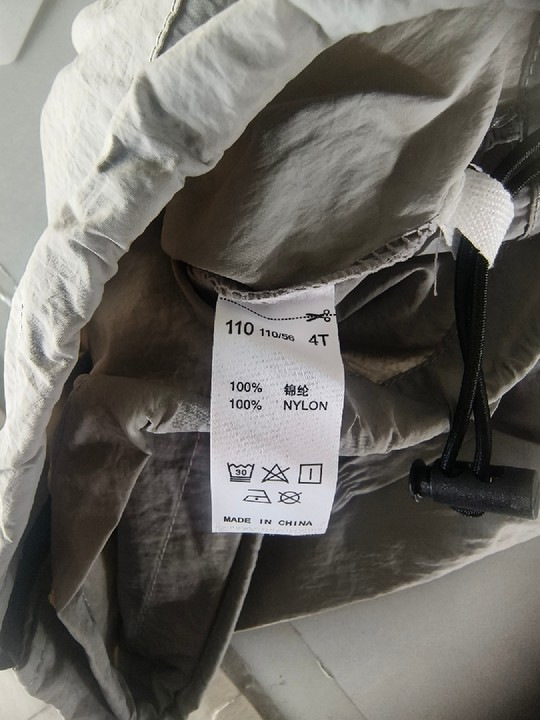 110 110/56 4T
100% 锦纶
100% NYLON
30
MADE IN CHINA